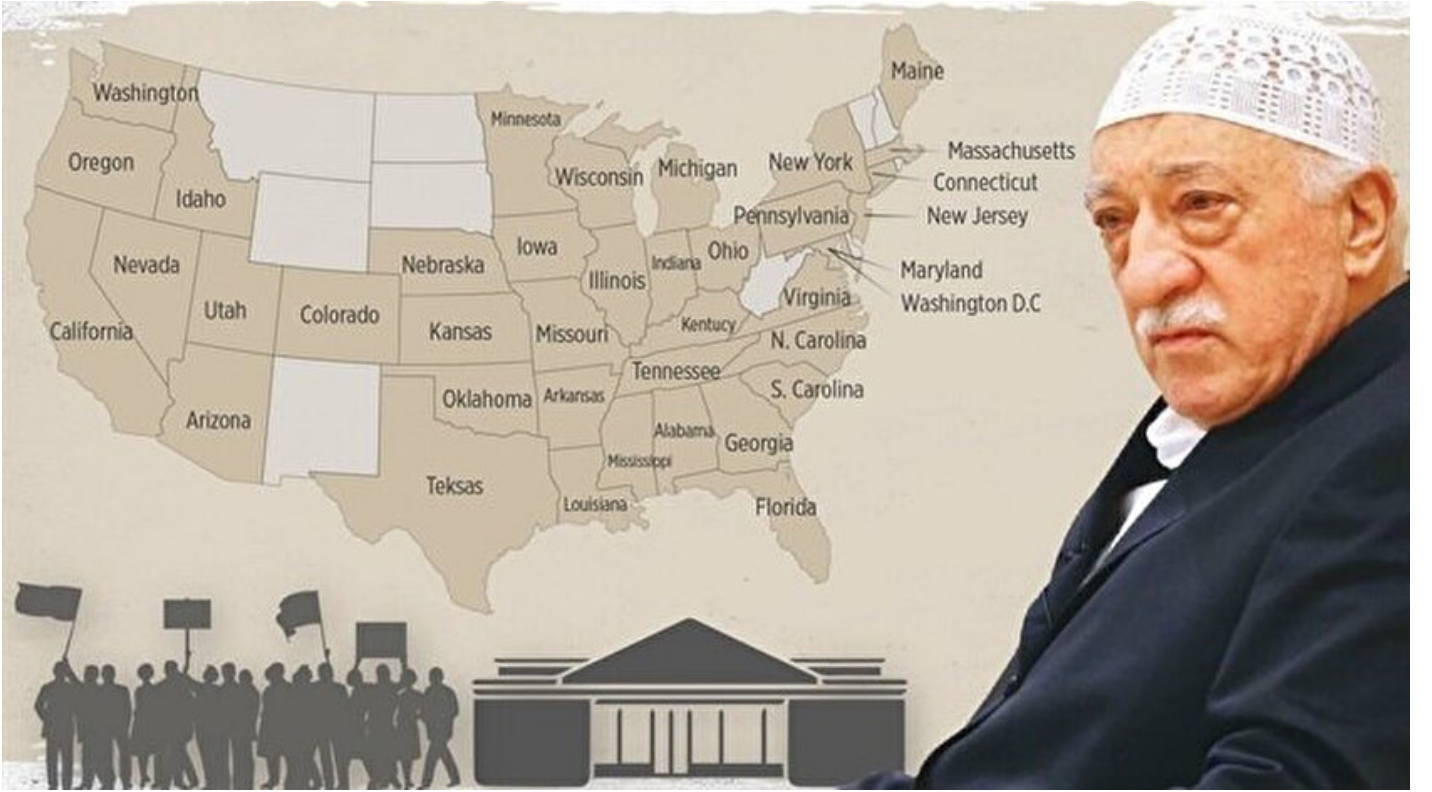 Maine
Washington
Minnesota
Massachusetts
Oregon
Wisconsin
Michigan
New York
Connecticut
Idaho
New Jersey
Pennsylvania
Iowa
Ohio
Nebraska
Indiana
Nevada
Maryland
Illinois
Virginia
Washington D.C
Utah
Colorado
California
Kansas
Missouri
Kentucy
N. Carolina
Tennessee
S. Carolina
Oklahoma
Arkansas
Arizona
Alabama
Georgia
Mississippi
Teksas
Louisiana
Florida